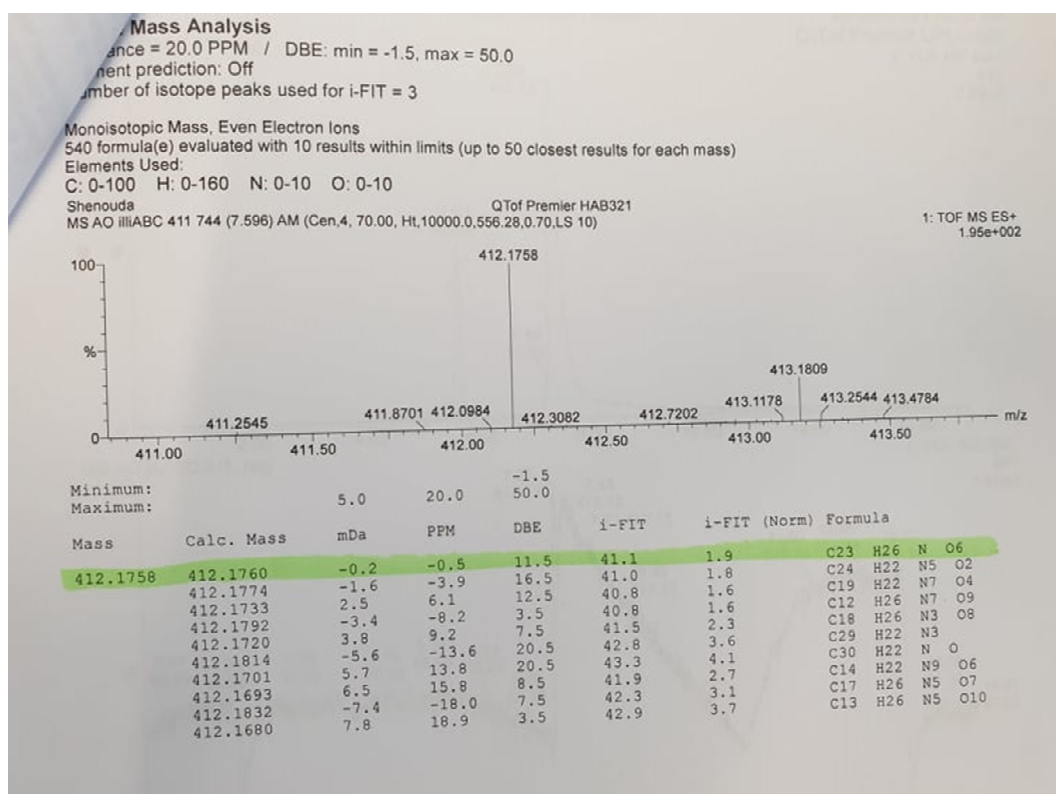 Mass Analysis
= 20.0 PPM / DBE: min = -1.5, max = 50.0
prediction: Off
of isotope peaks used for i-FIT = 3
Monoisotopic Mass, Even Electron Ions
540 formula(e) evaluated with 10 results within limits (up to 50 closest results for each mass)
Elements Used:
C: 0-100 H: 0-160 N: 0-10 O: 0-10
Shenouda QTof Premier HAB321
MS AO illiABC 411 744 (7.596) AM (Cen,4, 70.00, Ht,10000.0,556.28,0.70,LS 10)
1: TOF MS ES+
1.95e+002
100
%
0
412.1758
411.2545
411.8701
412.0984
412.3082
412.7202
413.1178
413.1809
413.2544
413.4784
m/z
411.00 411.50 412.00 412.50 413.00 413.50
Minimum: -1.5
Maximum: 5.0 20.0 50.0
Mass Calc. Mass mDa PPM DBE i-FIT i-FIT (Norm) Formula
412.1758 412.1760 -0.2 -0.5 11.5 41.1 1.9 C23 H26 N O6
412.1774 -1.6 -3.9 16.5 41.0 1.8 C24 H22 N5 O2
412.1733 2.5 6.1 12.5 40.8 1.6 C19 H22 N7 O4
412.1792 -3.4 -8.2 3.5 40.8 1.6 C12 H26 N7 O9
412.1720 3.8 9.2 7.5 41.5 2.3 C18 H26 N3 O8
412.1814 -5.6 -13.6 20.5 42.8 3.6 C29 H22 N3
412.1701 5.7 13.8 20.5 43.3 4.1 C30 H22 N O
412.1693 6.5 15.8 8.5 41.9 2.7 C14 H22 N9 O6
412.1832 -7.4 -18.0 7.5 42.3 3.1 C17 H26 N5 O7
412.1680 7.8 18.9 3.5 42.9 3.7 C13 H26 N5 O10